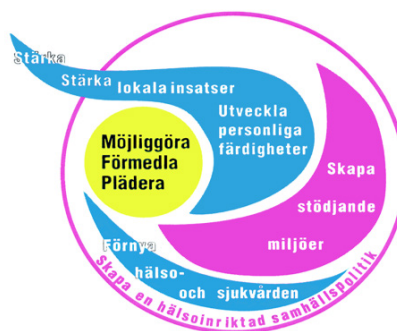 Stärka
Stärka lokala insatser
Utveckla
personliga
färdigheter
Möjliggöra
Förmedla
Plädera
Skapa
stödjande
miljöer
Förnya
hälso-
och sjukvården
Skapa en hälsoinriktad samhällspolitik